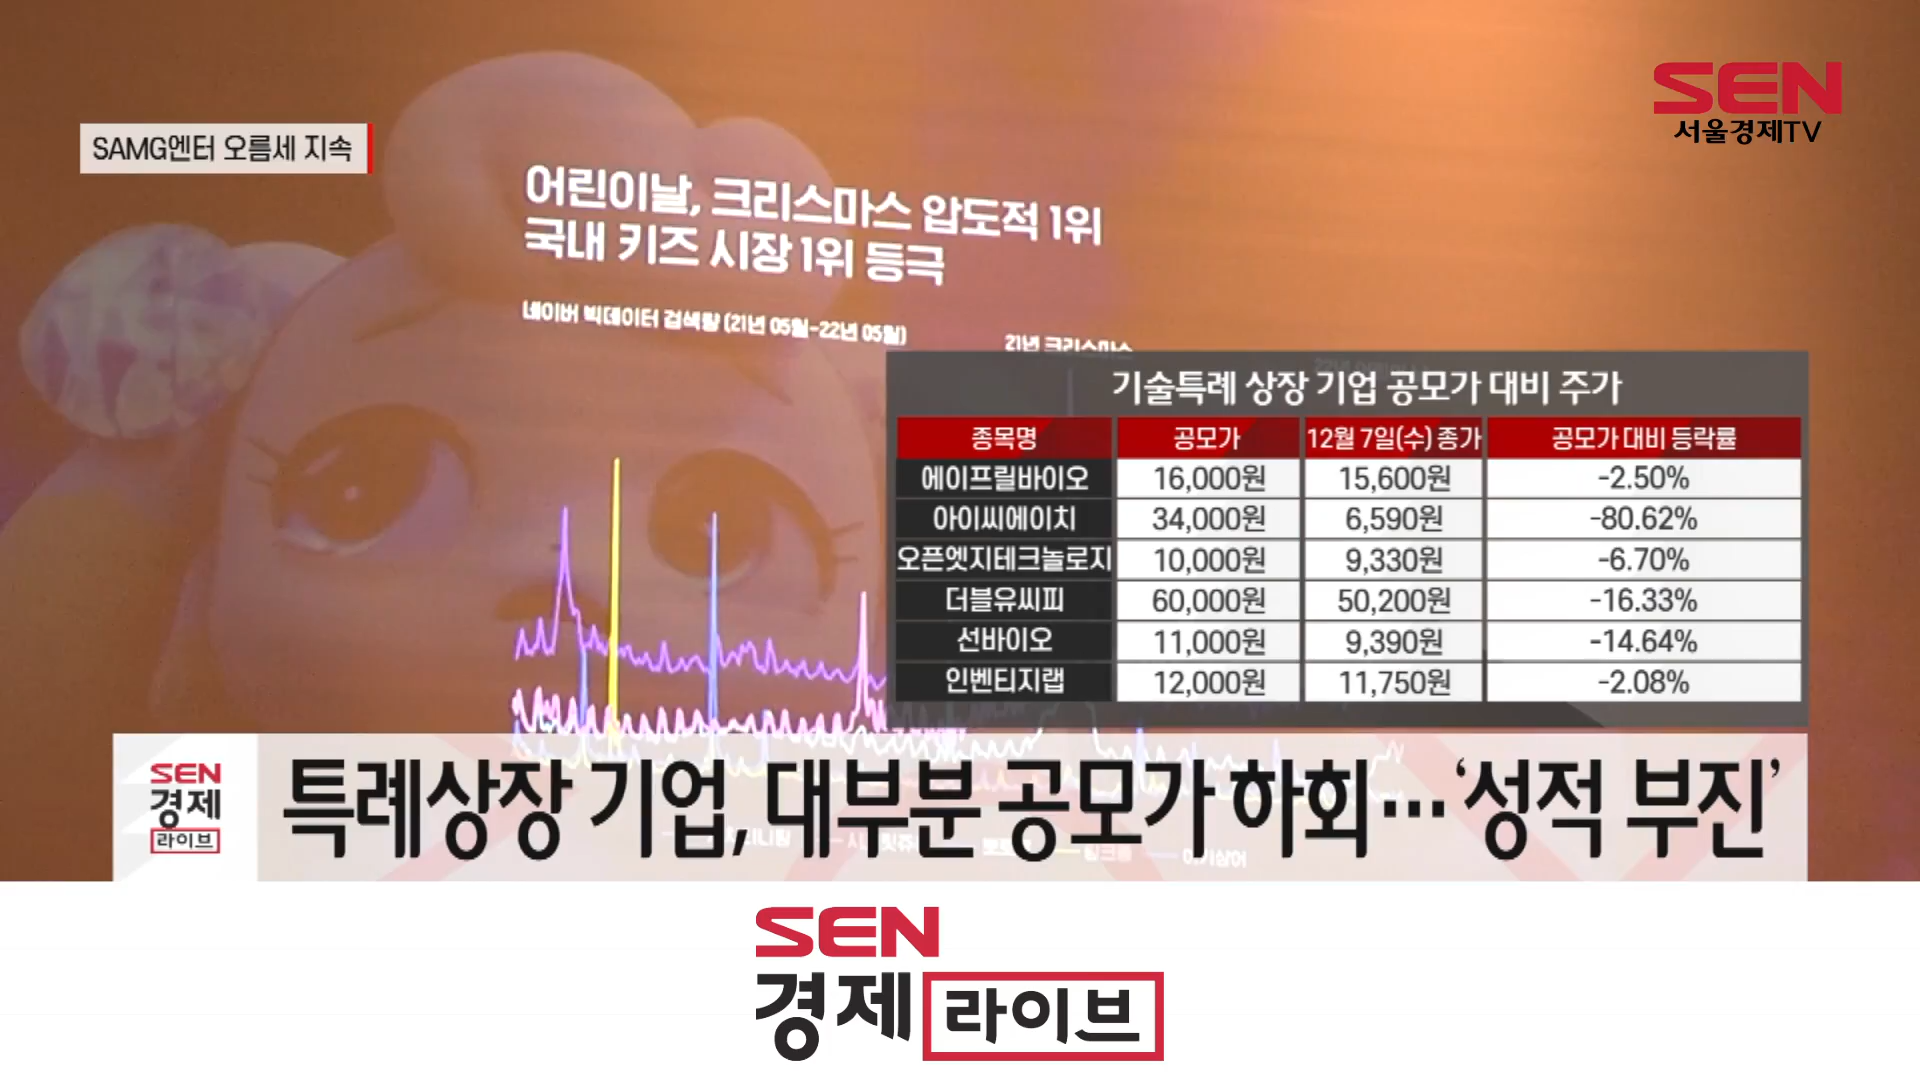 SEN
서울경제TV
SAMG엔터 오름세 지속
어린이날, 크리스마스 압도적 1위
국내 키즈 시장 1위 등극
네이버 빅데이터 검색량 (21년 05월-22년 05월)
21년 크리스마스
기술특례 상장 기업 공모가 대비 주가
종목명 공모가 12월 7일(수) 종가 공모가 대비 등락률
에이프릴바이오 16,000원 15,600원 -2.50%
아이씨에이치 34,000원 6,590원 -80.62%
오픈엣지테크놀로지 10,000원 9,330원 -6.70%
더블유씨피 60,000원 50,200원 -16.33%
선바이오 11,000원 9,390원 -14.64%
인벤티지랩 12,000원 11,750원 -2.08%
SEN
경제
라이브
특례상장 기업, 대부분 공모가 하회…‘성적 부진’
SEN
경제 라이브